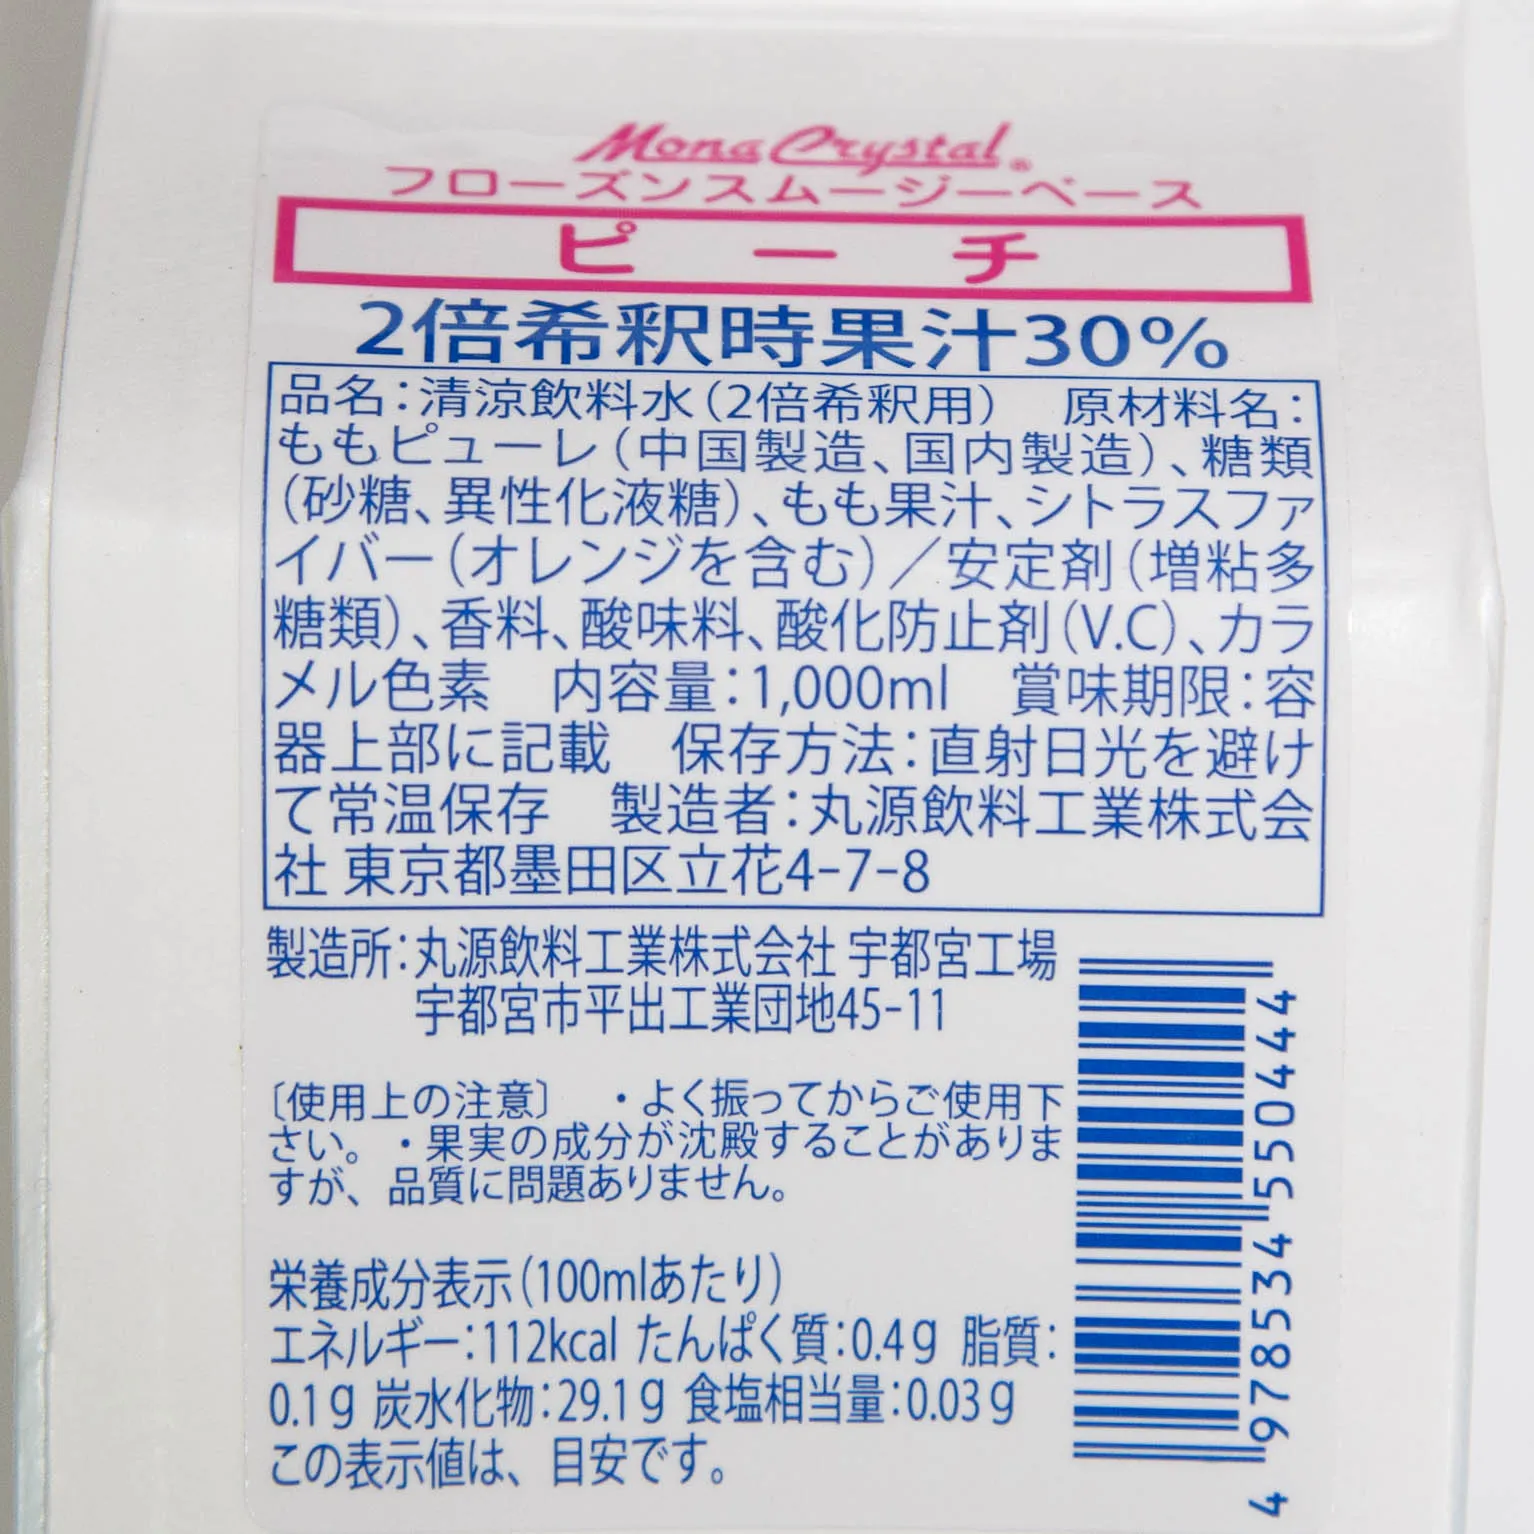 Mona Crystal®
フローズンスムージーベース
ピーチ
2倍希釈時果汁30%
品名：清涼飲料水（2倍希釈用）　原材料名：
ももピューレ（中国製造、国内製造）、糖類
（砂糖、異性化液糖）、もも果汁、シトラスファ
イバー（オレンジを含む）／安定剤（増粘多
糖類）、香料、酸味料、酸化防止剤（V.C）、カラ
メル色素　内容量：1,000ml　賞味期限：容
器上部に記載　保存方法：直射日光を避け
て常温保存　製造者：丸源飲料工業株式会
社 東京都墨田区立花4-7-8
製造所：丸源飲料工業株式会社 宇都宮工場
宇都宮市平出工業団地45-11
〔使用上の注意〕　・よく振ってからご使用下
さい。・果実の成分が沈殿することがありま
すが、品質に問題ありません。
栄養成分表示（100mlあたり）
エネルギー：112kcal たんぱく質：0.4g 脂質：
0.1g 炭水化物：29.1g 食塩相当量：0.03g
この表示値は、目安です。
4 978534 550444